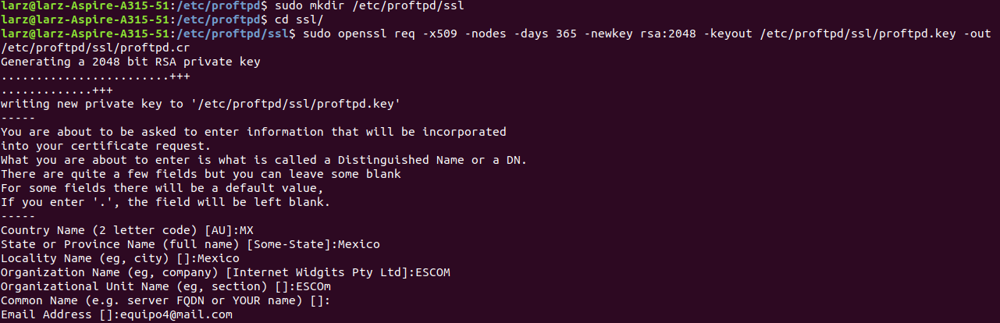 larz@larz-Aspire-A315-51:/etc/proftpd$ sudo mkdir /etc/proftpd/ssl
larz@larz-Aspire-A315-51:/etc/proftpd$ cd ssl/
larz@larz-Aspire-A315-51:/etc/proftpd/ssl$ sudo openssl req -x509 -nodes -days 365 -newkey rsa:2048 -keyout /etc/proftpd/ssl/proftpd.key -out
/etc/proftpd/ssl/proftpd.cr
Generating a 2048 bit RSA private key
........................+++
.............+++
writing new private key to '/etc/proftpd/ssl/proftpd.key'
-----
You are about to be asked to enter information that will be incorporated
into your certificate request.
What you are about to enter is what is called a Distinguished Name or a DN.
There are quite a few fields but you can leave some blank
For some fields there will be a default value,
If you enter '.', the field will be left blank.
-----
Country Name (2 letter code) [AU]:MX
State or Province Name (full name) [Some-State]:Mexico
Locality Name (eg, city) []:Mexico
Organization Name (eg, company) [Internet Widgits Pty Ltd]:ESCOM
Organizational Unit Name (eg, section) []:ESCOm
Common Name (e.g. server FQDN or YOUR name) []:
Email Address []:equipo4@mail.com